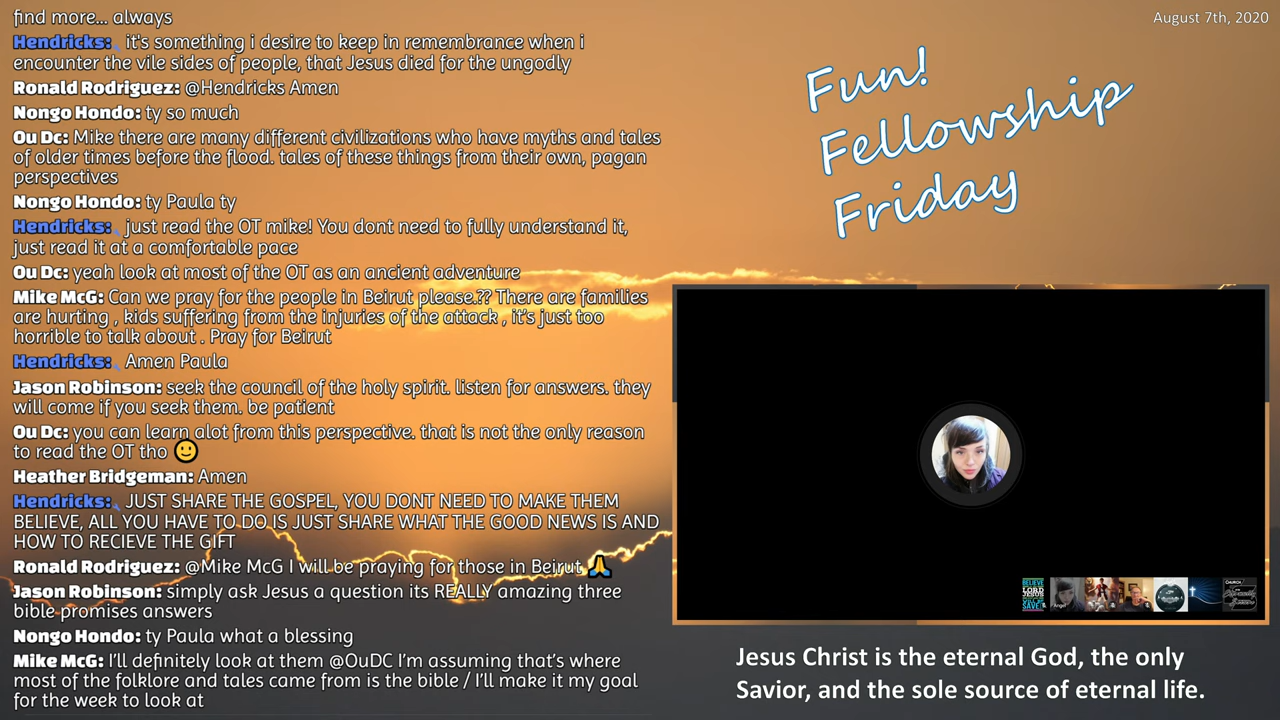 find more... always
Hendricks: it's something i desire to keep in remembrance when i
encounter the vile sides of people, that Jesus died for the ungodly
Ronald Rodriguez: @Hendricks Amen
Nongo Hondo: ty so much
Ou Dc: Mike there are many different civilizations who have myths and tales
of older times before the flood. tales of these things from their own, pagan
perspectives
Nongo Hondo: ty Paula ty
Hendricks: just read the OT mike! You dont need to fully understand it,
just read it at a comfortable pace
Ou Dc: yeah look at most of the OT as an ancient adventure
Mike McG: Can we pray for the people in Beirut please.?? There are families
are hurting , kids suffering from the injuries of the attack , it's just too
horrible to talk about . Pray for Beirut
Hendricks: Amen Paula
Jason Robinson: seek the council of the holy spirit. listen for answers. they
will come if you seek them. be patient
Ou Dc: you can learn alot from this perspective. that is not the only reason
to read the OT tho 🙂
Heather Bridgeman: Amen
Hendricks: JUST SHARE THE GOSPEL, YOU DONT NEED TO MAKE THEM
BELIEVE, ALL YOU HAVE TO DO IS JUST SHARE WHAT THE GOOD NEWS IS AND
HOW TO RECIEVE THE GIFT
Ronald Rodriguez: @Mike McG I will be praying for those in Beirut 🙏
Jason Robinson: simply ask Jesus a question its REALLY amazing three
bible promises answers
Nongo Hondo: ty Paula what a blessing
Mike McG: I'll definitely look at them @OuDC I'm assuming that's where
most of the folklore and tales came from is the bible / I'll make it my goal
for the week to look at
August 7th, 2020
Fun!
Fellowship
Friday
BELIEVE
LORD
JESUS
SAVE!
Angel
CHURCH
Jesus Christ is the eternal God, the only
Savior, and the sole source of eternal life.